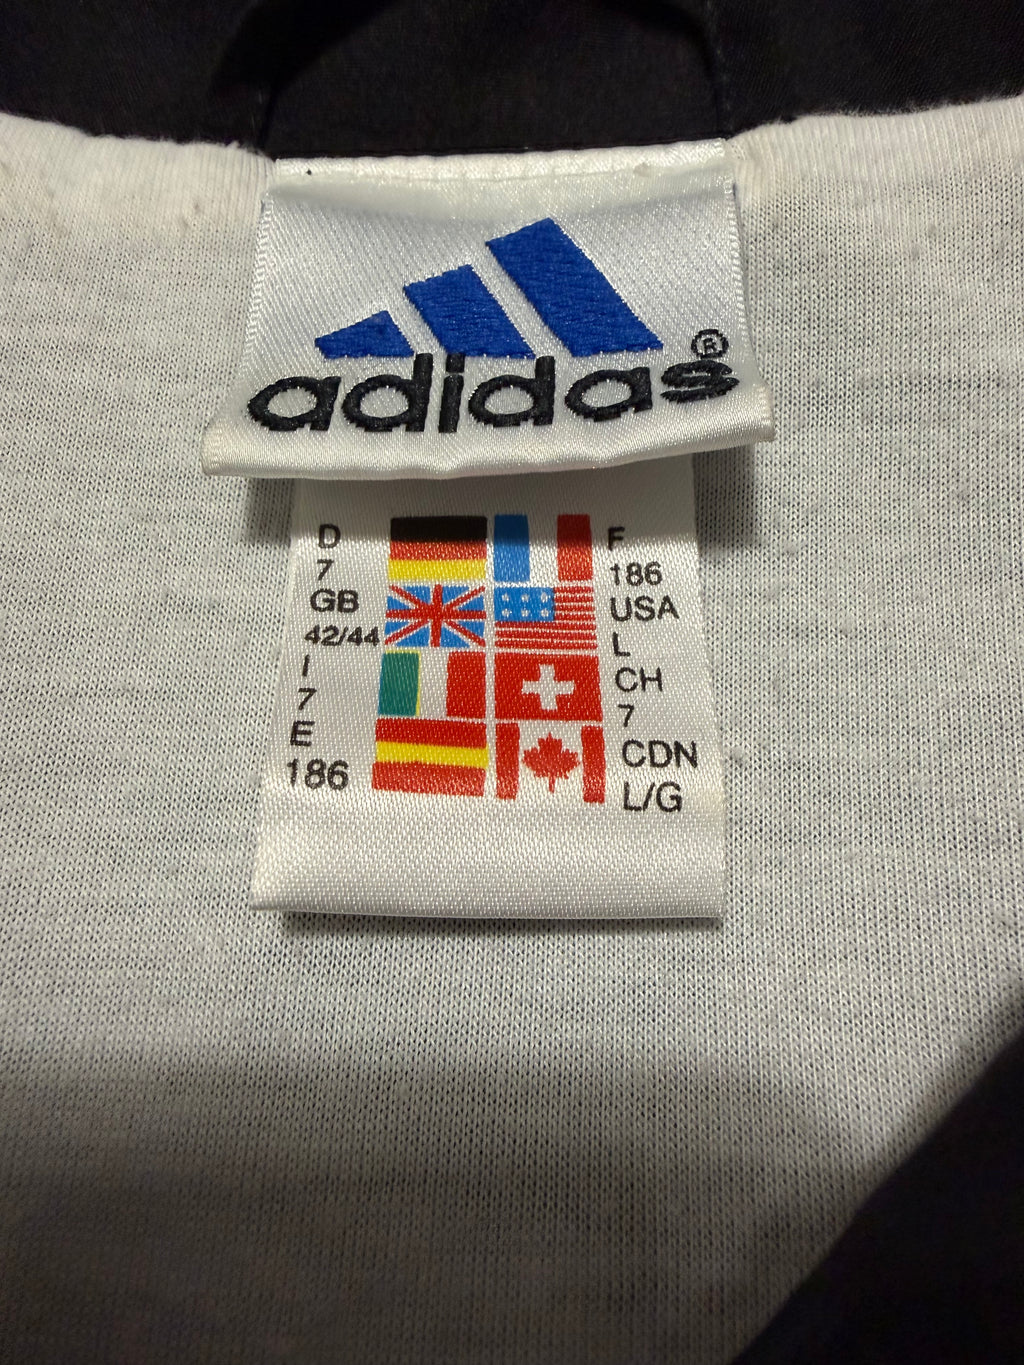 adidas®
D
7
GB
42/44
I
7
E
186
F
186
USA
L
CH
7
CDN
L/G